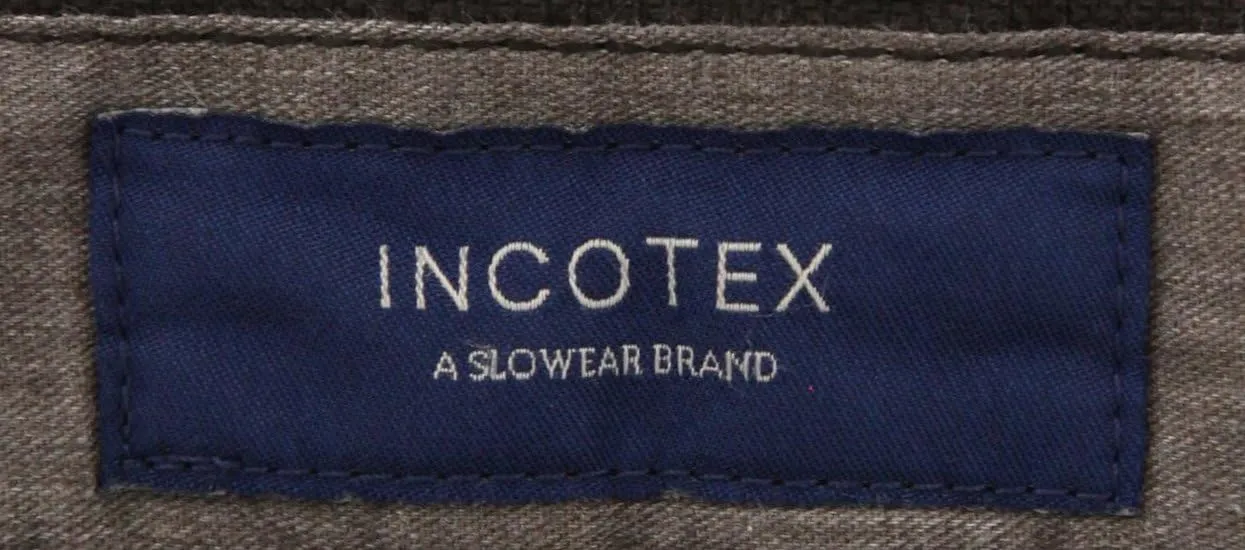 INCOTEX
A SLOWEAR BRAND